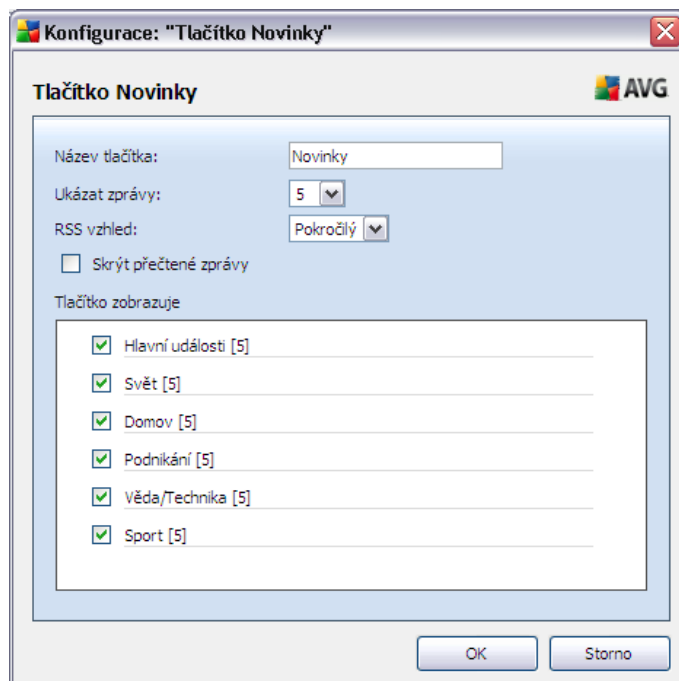 Konfigurace: "Tlačítko Novinky"
Tlačítko Novinky
AVG
Název tlačítka: Novinky
Ukázat zprávy: 5
RSS vzhled: Pokročilý
Skrýt přečtené zprávy
Tlačítko zobrazuje
Hlavní události [5]
Svět [5]
Domov [5]
Podnikání [5]
Věda/Technika [5]
Sport [5]
OK Storno